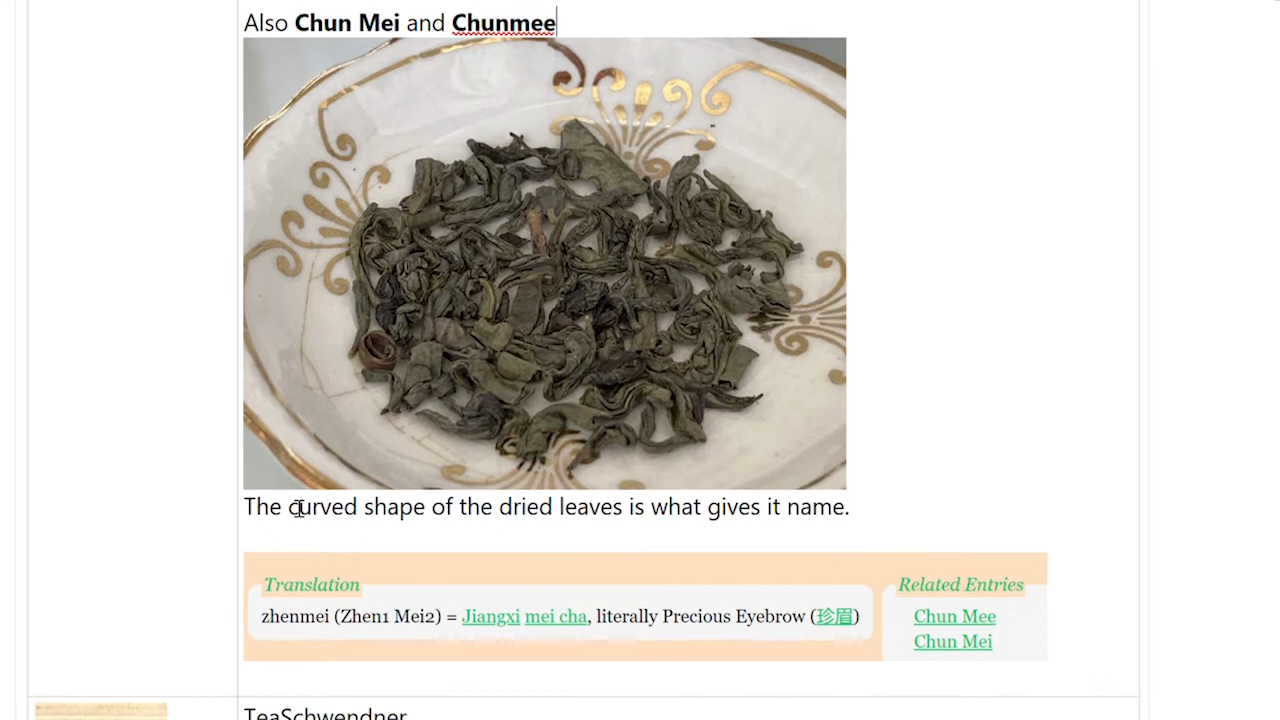 Also Chun Mei and Chunmee
The curved shape of the dried leaves is what gives it name.
Translation
zhenmei (Zhen1 Mei2) = Jiangxi mei cha, literally Precious Eyebrow (珍眉)
Related Entries
Chun Mee
Chun Mei
TeaSchwendner